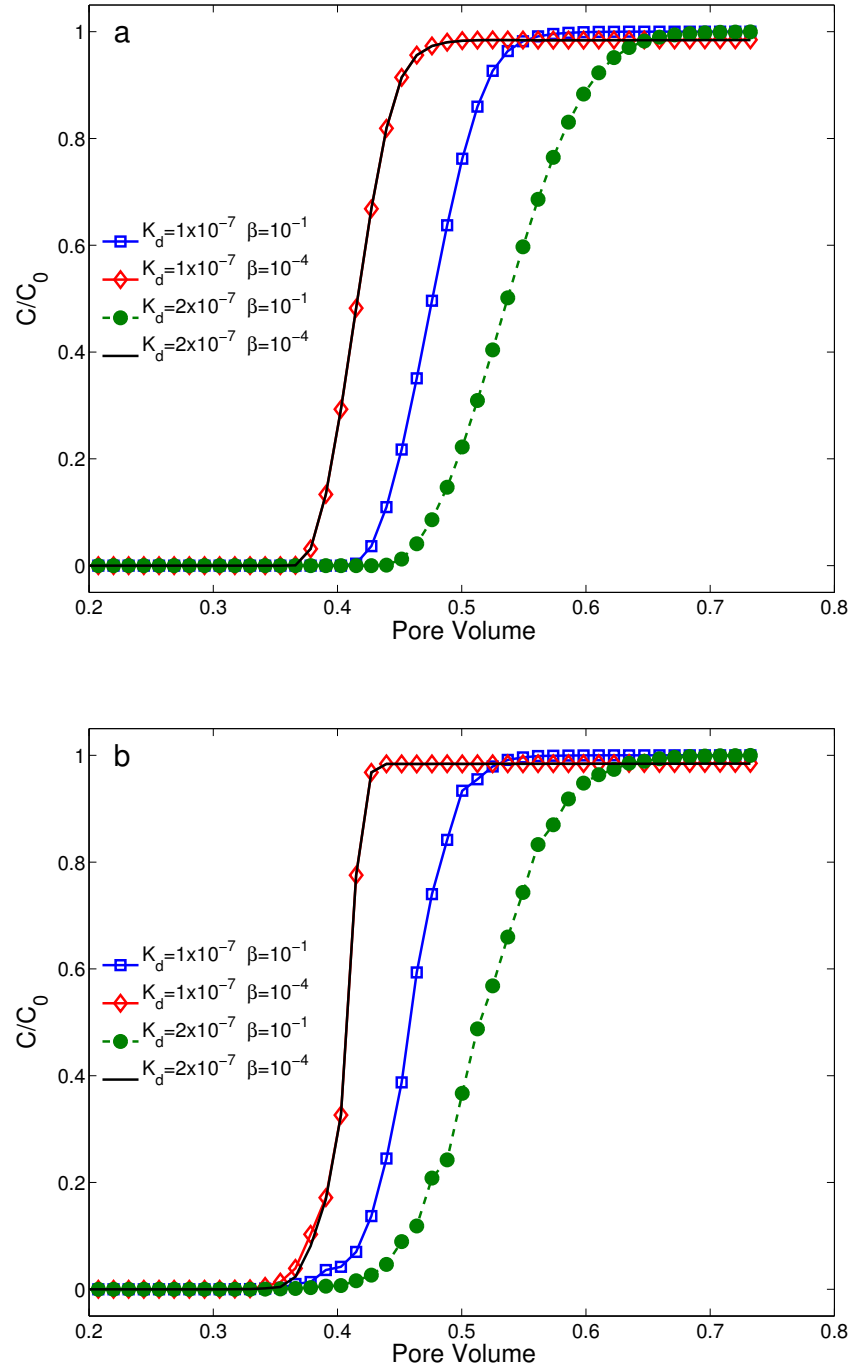 a
1
0.8
0.6
0.4
0.2
0
C/C0
Kd=1x10−7 β=10−1
Kd=1x10−7 β=10−4
Kd=2x10−7 β=10−1
Kd=2x10−7 β=10−4
0.2 0.3 0.4 0.5 0.6 0.7 0.8
Pore Volume
b
1
0.8
0.6
0.4
0.2
0
C/C0
Kd=1x10−7 β=10−1
Kd=1x10−7 β=10−4
Kd=2x10−7 β=10−1
Kd=2x10−7 β=10−4
0.2 0.3 0.4 0.5 0.6 0.7 0.8
Pore Volume